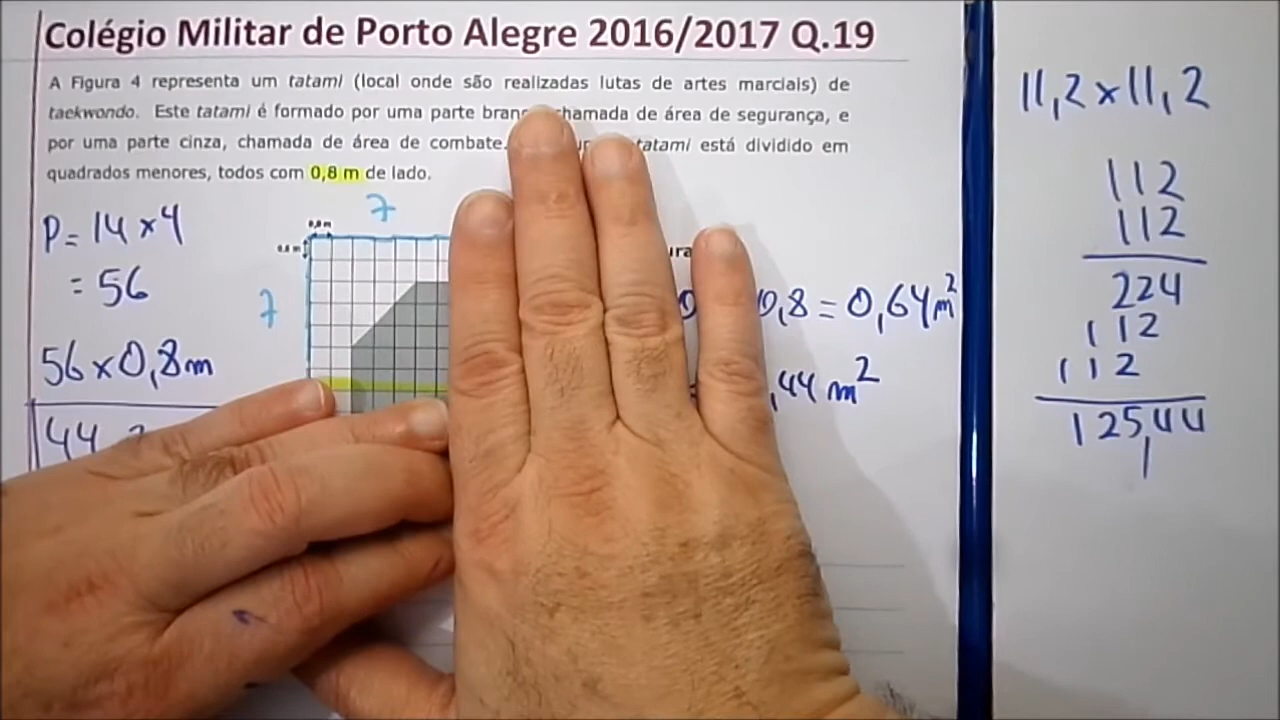 Colégio Militar de Porto Alegre 2016/2017 Q.19
A Figura 4 representa um tatami (local onde são realizadas lutas de artes marciais) de
taekwondo. Este tatami é formado por uma parte chamada de área de segurança, e
por uma parte cinza, chamada de área de combate. tatami está dividido em
quadrados menores, todos com 0,8 m de lado.
P = 14 x 4
= 56
56 x 0,8m
44
7
0,8 m
7
0,8 = 0,64 m²
,44 m²
11,2 x 11,2
112
112
224
112
112
125,44